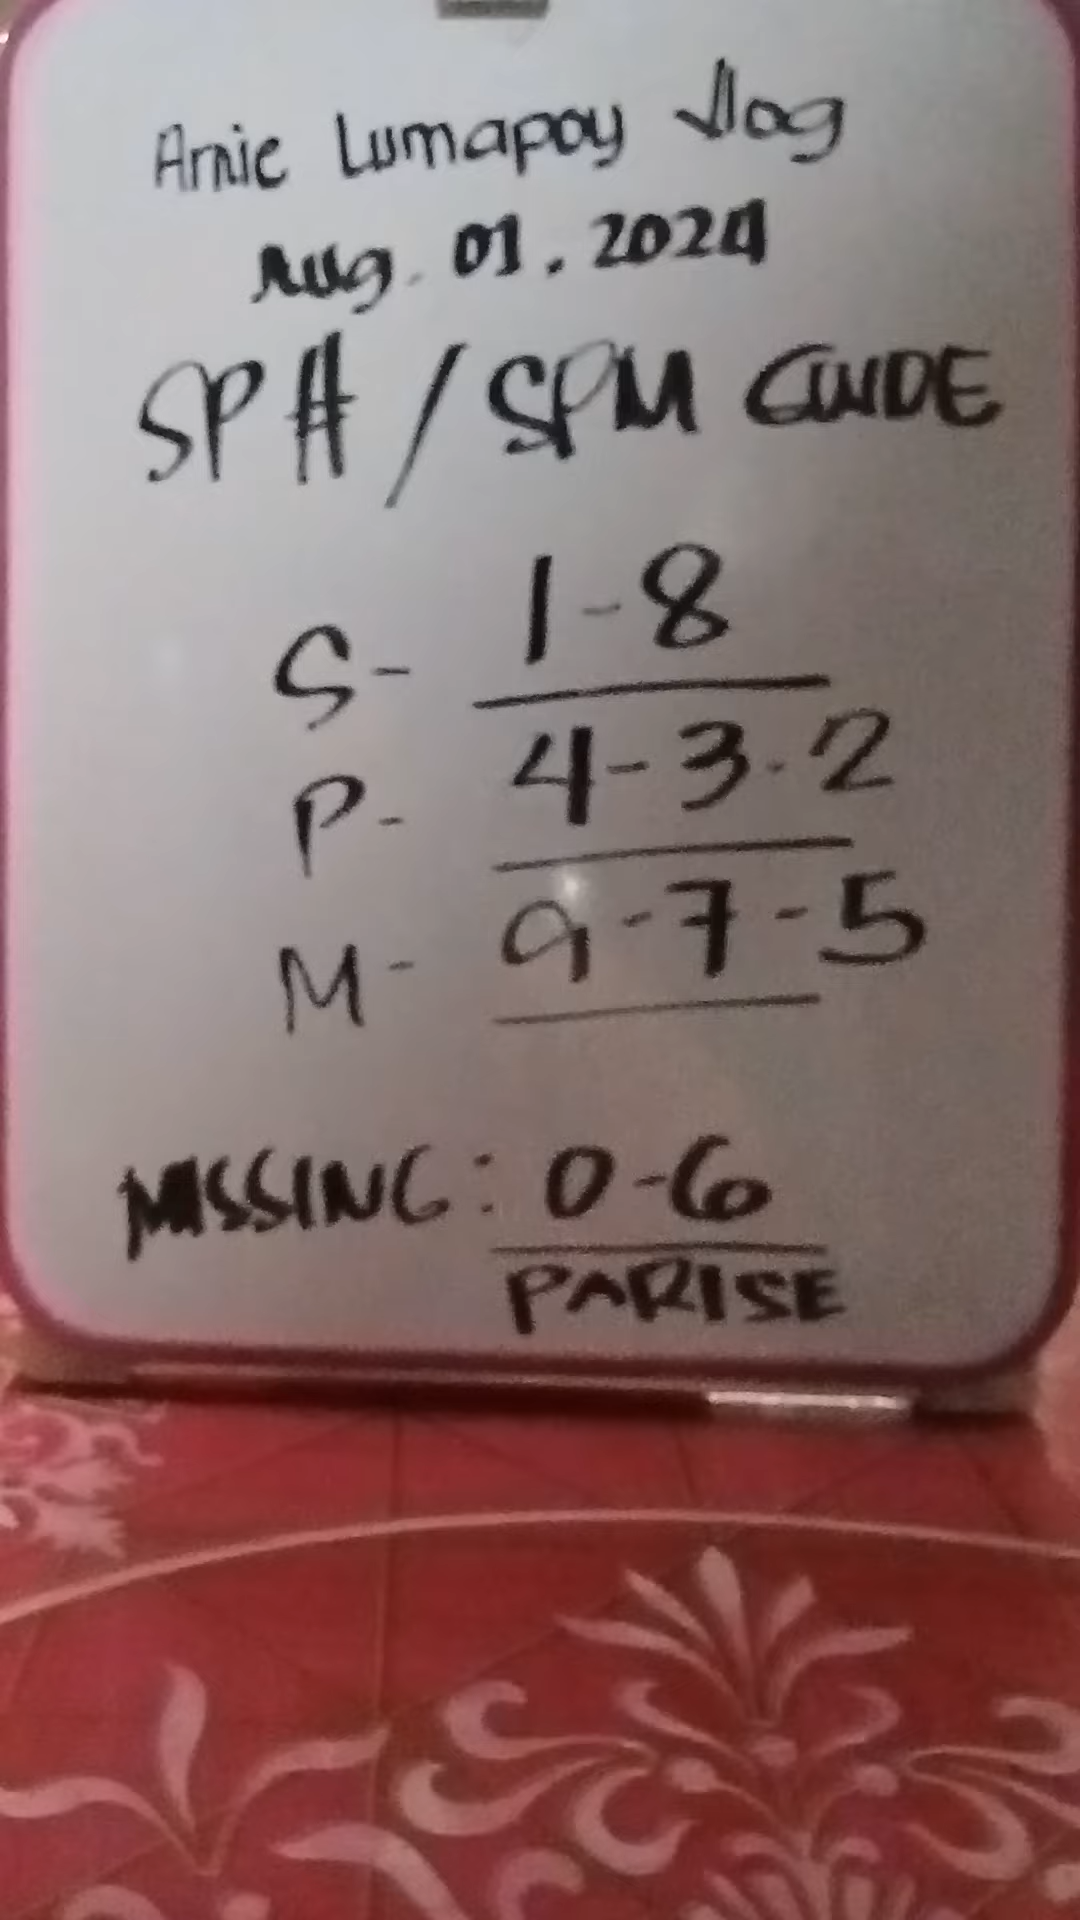 Arnie Lumapay Vlog
Aug. 01. 2024
SP # / SPM GUIDE
S- 1-8
P- 4-3-2
M- 9-7-5
MISSING: 0-6
PARISE